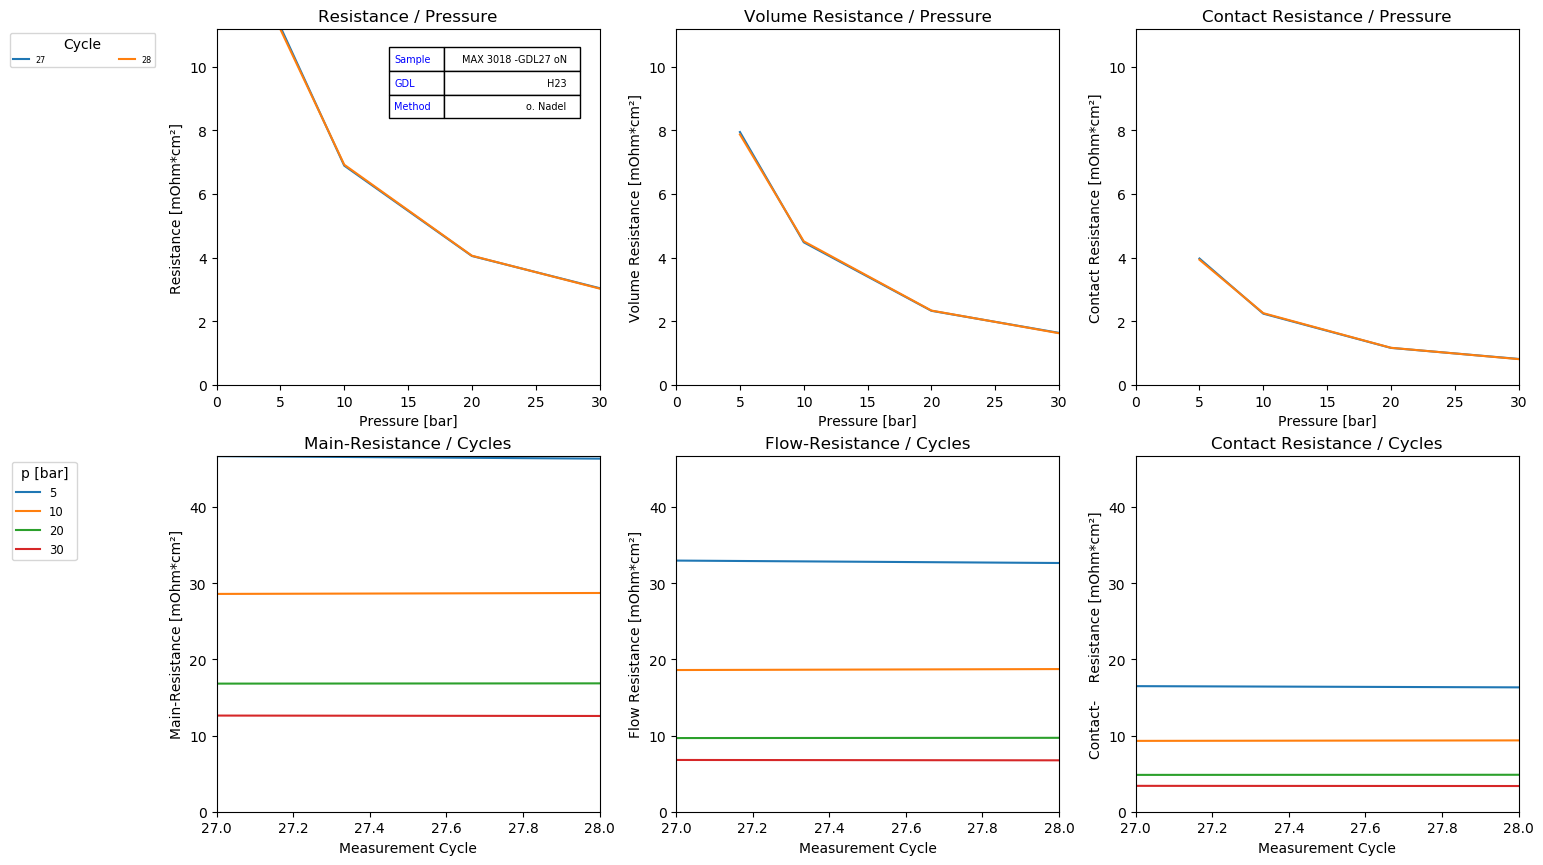 Cycle
27 28
Resistance / Pressure
Resistance [mOhm*cm²]
0 2 4 6 8 10
Sample MAX 3018 -GDL27 oN
GDL H23
Method o. Nadel
0 5 10 15 20 25 30
Pressure [bar]
Volume Resistance / Pressure
Volume Resistance [mOhm*cm²]
0 2 4 6 8 10
0 5 10 15 20 25 30
Pressure [bar]
Contact Resistance / Pressure
Contact Resistance [mOhm*cm²]
0 2 4 6 8 10
0 5 10 15 20 25 30
Pressure [bar]
p [bar]
5
10
20
30
Main-Resistance / Cycles
Main-Resistance [mOhm*cm²]
0 10 20 30 40
27.0 27.2 27.4 27.6 27.8 28.0
Measurement Cycle
Flow-Resistance / Cycles
Flow Resistance [mOhm*cm²]
0 10 20 30 40
27.0 27.2 27.4 27.6 27.8 28.0
Measurement Cycle
Contact Resistance / Cycles
Contact- Resistance [mOhm*cm²]
0 10 20 30 40
27.0 27.2 27.4 27.6 27.8 28.0
Measurement Cycle